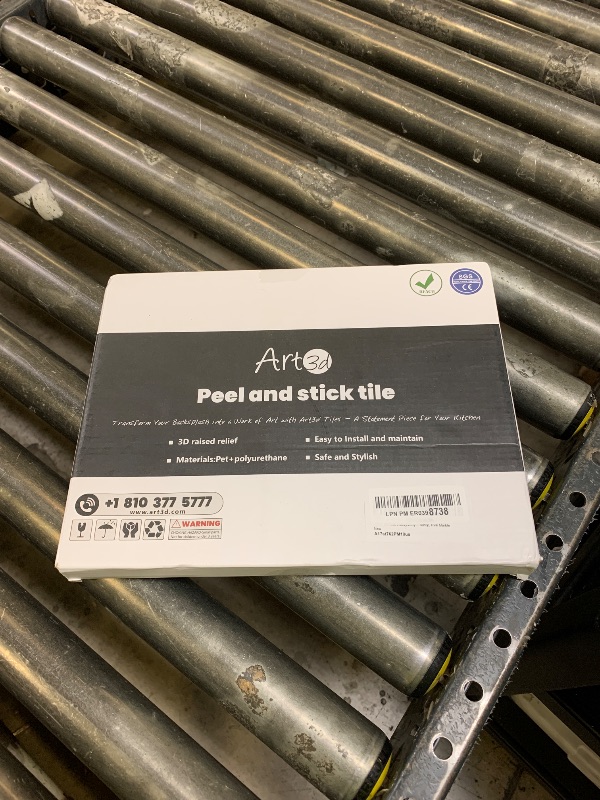 SGS
CE
Art3d
Peel and stick tile
Transform Your Backsplash into a Work of Art with Art3d Tiles – A Statement Piece for Your Kitchen
3D raised relief
Easy to Install and maintain
Materials:Pet+polyurethane
Safe and Stylish
+1 810 377 5777
www.art3d.com
WARNING
LPN PM ER0398738